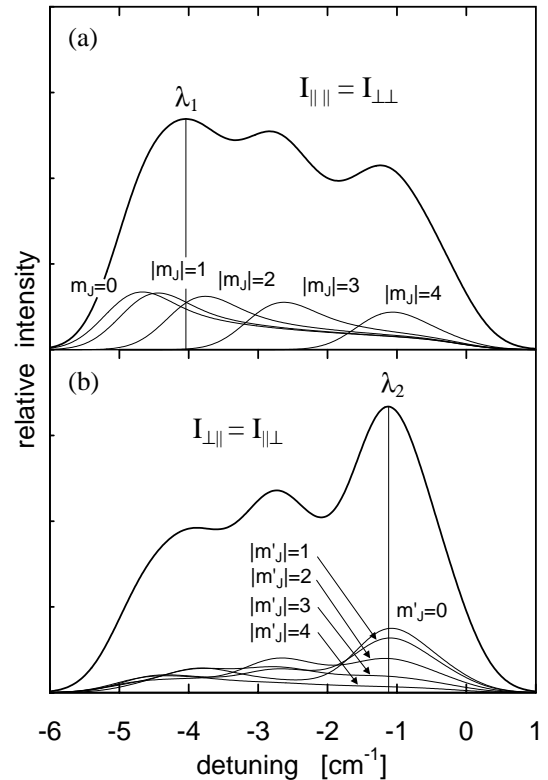 (a)
I∥ ∥ = I⊥⊥
λ1
mJ=0
|mJ|=1
|mJ|=2
|mJ|=3
|mJ|=4
relative intensity
(b)
λ2
I⊥∥ = I∥⊥
|m'J|=1
|m'J|=2
|m'J|=3
|m'J|=4
m'J=0
-6 -5 -4 -3 -2 -1 0 1
detuning [cm-1]